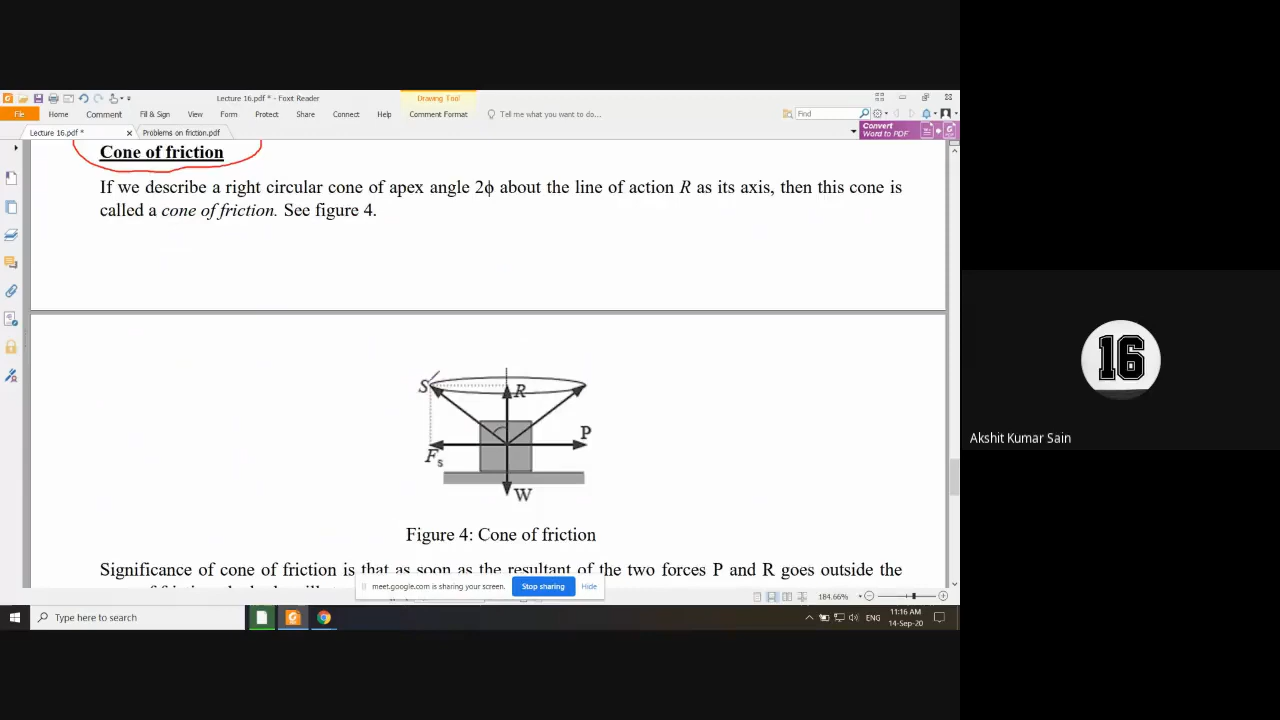 Lecture 16.pdf * - Foxit Reader
Drawing Tool
File Home Comment Fill & Sign View Form Protect Share Connect Help Comment Format Tell me what you want to do...
Find
Lecture 16.pdf *
Problems on friction.pdf
Convert
Word to PDF
Cone of friction
If we describe a right circular cone of apex angle 2ϕ about the line of action R as its axis, then this cone is
called a cone of friction. See figure 4.
S
R
P
Fs
W
Figure 4: Cone of friction
Significance of cone of friction is that as soon as the resultant of the two forces P and R goes outside the
meet.google.com is sharing your screen. Stop sharing Hide
184.66%
Type here to search
ENG
11:16 AM
14-Sep-20
16
Akshit Kumar Sain